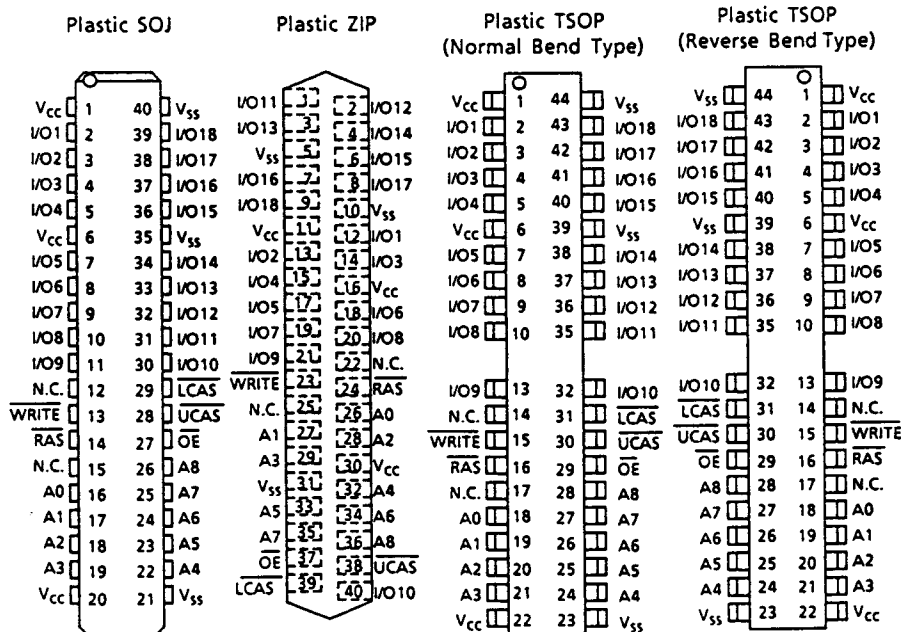 Plastic SOJ
VCC 1 40 VSS
I/O1 2 39 I/O18
I/O2 3 38 I/O17
I/O3 4 37 I/O16
I/O4 5 36 I/O15
VCC 6 35 VSS
I/O5 7 34 I/O14
I/O6 8 33 I/O13
I/O7 9 32 I/O12
I/O8 10 31 I/O11
I/O9 11 30 I/O10
N.C. 12 29 LCAS
WRITE 13 28 UCAS
RAS 14 27 OE
N.C. 15 26 A8
A0 16 25 A7
A1 17 24 A6
A2 18 23 A5
A3 19 22 A4
VCC 20 21 VSS
Plastic ZIP
I/O11 1
2 I/O12
I/O13 3
4 I/O14
VSS 5
6 I/O15
I/O16 7
8 I/O17
I/O18 9
10 VSS
VCC 11
12 I/O1
I/O2 13
14 I/O3
I/O4 15
16 VCC
I/O5 17
18 I/O6
I/O7 19
20 I/O8
I/O9 21
22 N.C.
WRITE 23
24 RAS
N.C. 25
26 A0
A1 27
28 A2
A3 29
30 VCC
VSS 31
32 A4
A5 33
34 A6
A7 35
36 A8
OE 37
38 UCAS
LCAS 39
40 I/O10
Plastic TSOP
(Normal Bend Type)
VCC 1 44 VSS
I/O1 2 43 I/O18
I/O2 3 42 I/O17
I/O3 4 41 I/O16
I/O4 5 40 I/O15
VCC 6 39 VSS
I/O5 7 38 I/O14
I/O6 8 37 I/O13
I/O7 9 36 I/O12
I/O8 10 35 I/O11
I/O9 13 32 I/O10
N.C. 14 31 LCAS
WRITE 15 30 UCAS
RAS 16 29 OE
N.C. 17 28 A8
A0 18 27 A7
A1 19 26 A6
A2 20 25 A5
A3 21 24 A4
VCC 22 23 VSS
Plastic TSOP
(Reverse Bend Type)
VSS 44 1 VCC
I/O18 43 2 I/O1
I/O17 42 3 I/O2
I/O16 41 4 I/O3
I/O15 40 5 I/O4
VSS 39 6 VCC
I/O14 38 7 I/O5
I/O13 37 8 I/O6
I/O12 36 9 I/O7
I/O11 35 10 I/O8
I/O10 32 13 I/O9
LCAS 31 14 N.C.
UCAS 30 15 WRITE
OE 29 16 RAS
A8 28 17 N.C.
A7 27 18 A0
A6 26 19 A1
A5 25 20 A2
A4 24 21 A3
VSS 23 22 VCC